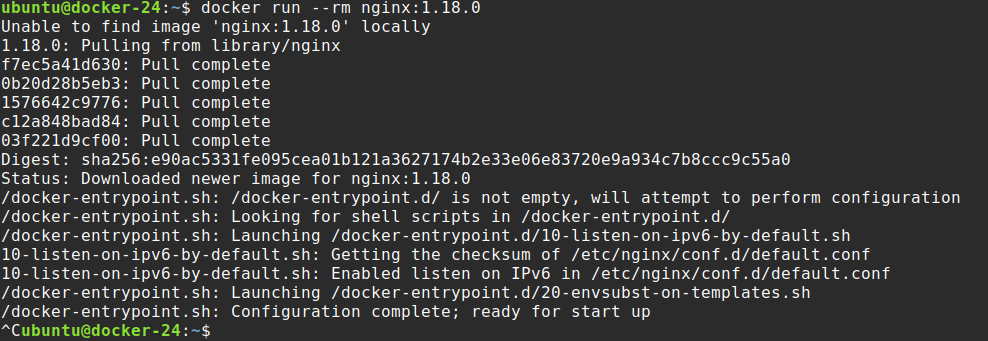 ubuntu@docker-24:~$ docker run --rm nginx:1.18.0
Unable to find image 'nginx:1.18.0' locally
1.18.0: Pulling from library/nginx
f7ec5a41d630: Pull complete
0b20d28b5eb3: Pull complete
1576642c9776: Pull complete
c12a848bad84: Pull complete
03f221d9cf00: Pull complete
Digest: sha256:e90ac5331fe095cea01b121a3627174b2e33e06e83720e9a934c7b8ccc9c55a0
Status: Downloaded newer image for nginx:1.18.0
/docker-entrypoint.sh: /docker-entrypoint.d/ is not empty, will attempt to perform configuration
/docker-entrypoint.sh: Looking for shell scripts in /docker-entrypoint.d/
/docker-entrypoint.sh: Launching /docker-entrypoint.d/10-listen-on-ipv6-by-default.sh
10-listen-on-ipv6-by-default.sh: Getting the checksum of /etc/nginx/conf.d/default.conf
10-listen-on-ipv6-by-default.sh: Enabled listen on IPv6 in /etc/nginx/conf.d/default.conf
/docker-entrypoint.sh: Launching /docker-entrypoint.d/20-envsubst-on-templates.sh
/docker-entrypoint.sh: Configuration complete; ready for start up
^Cubuntu@docker-24:~$